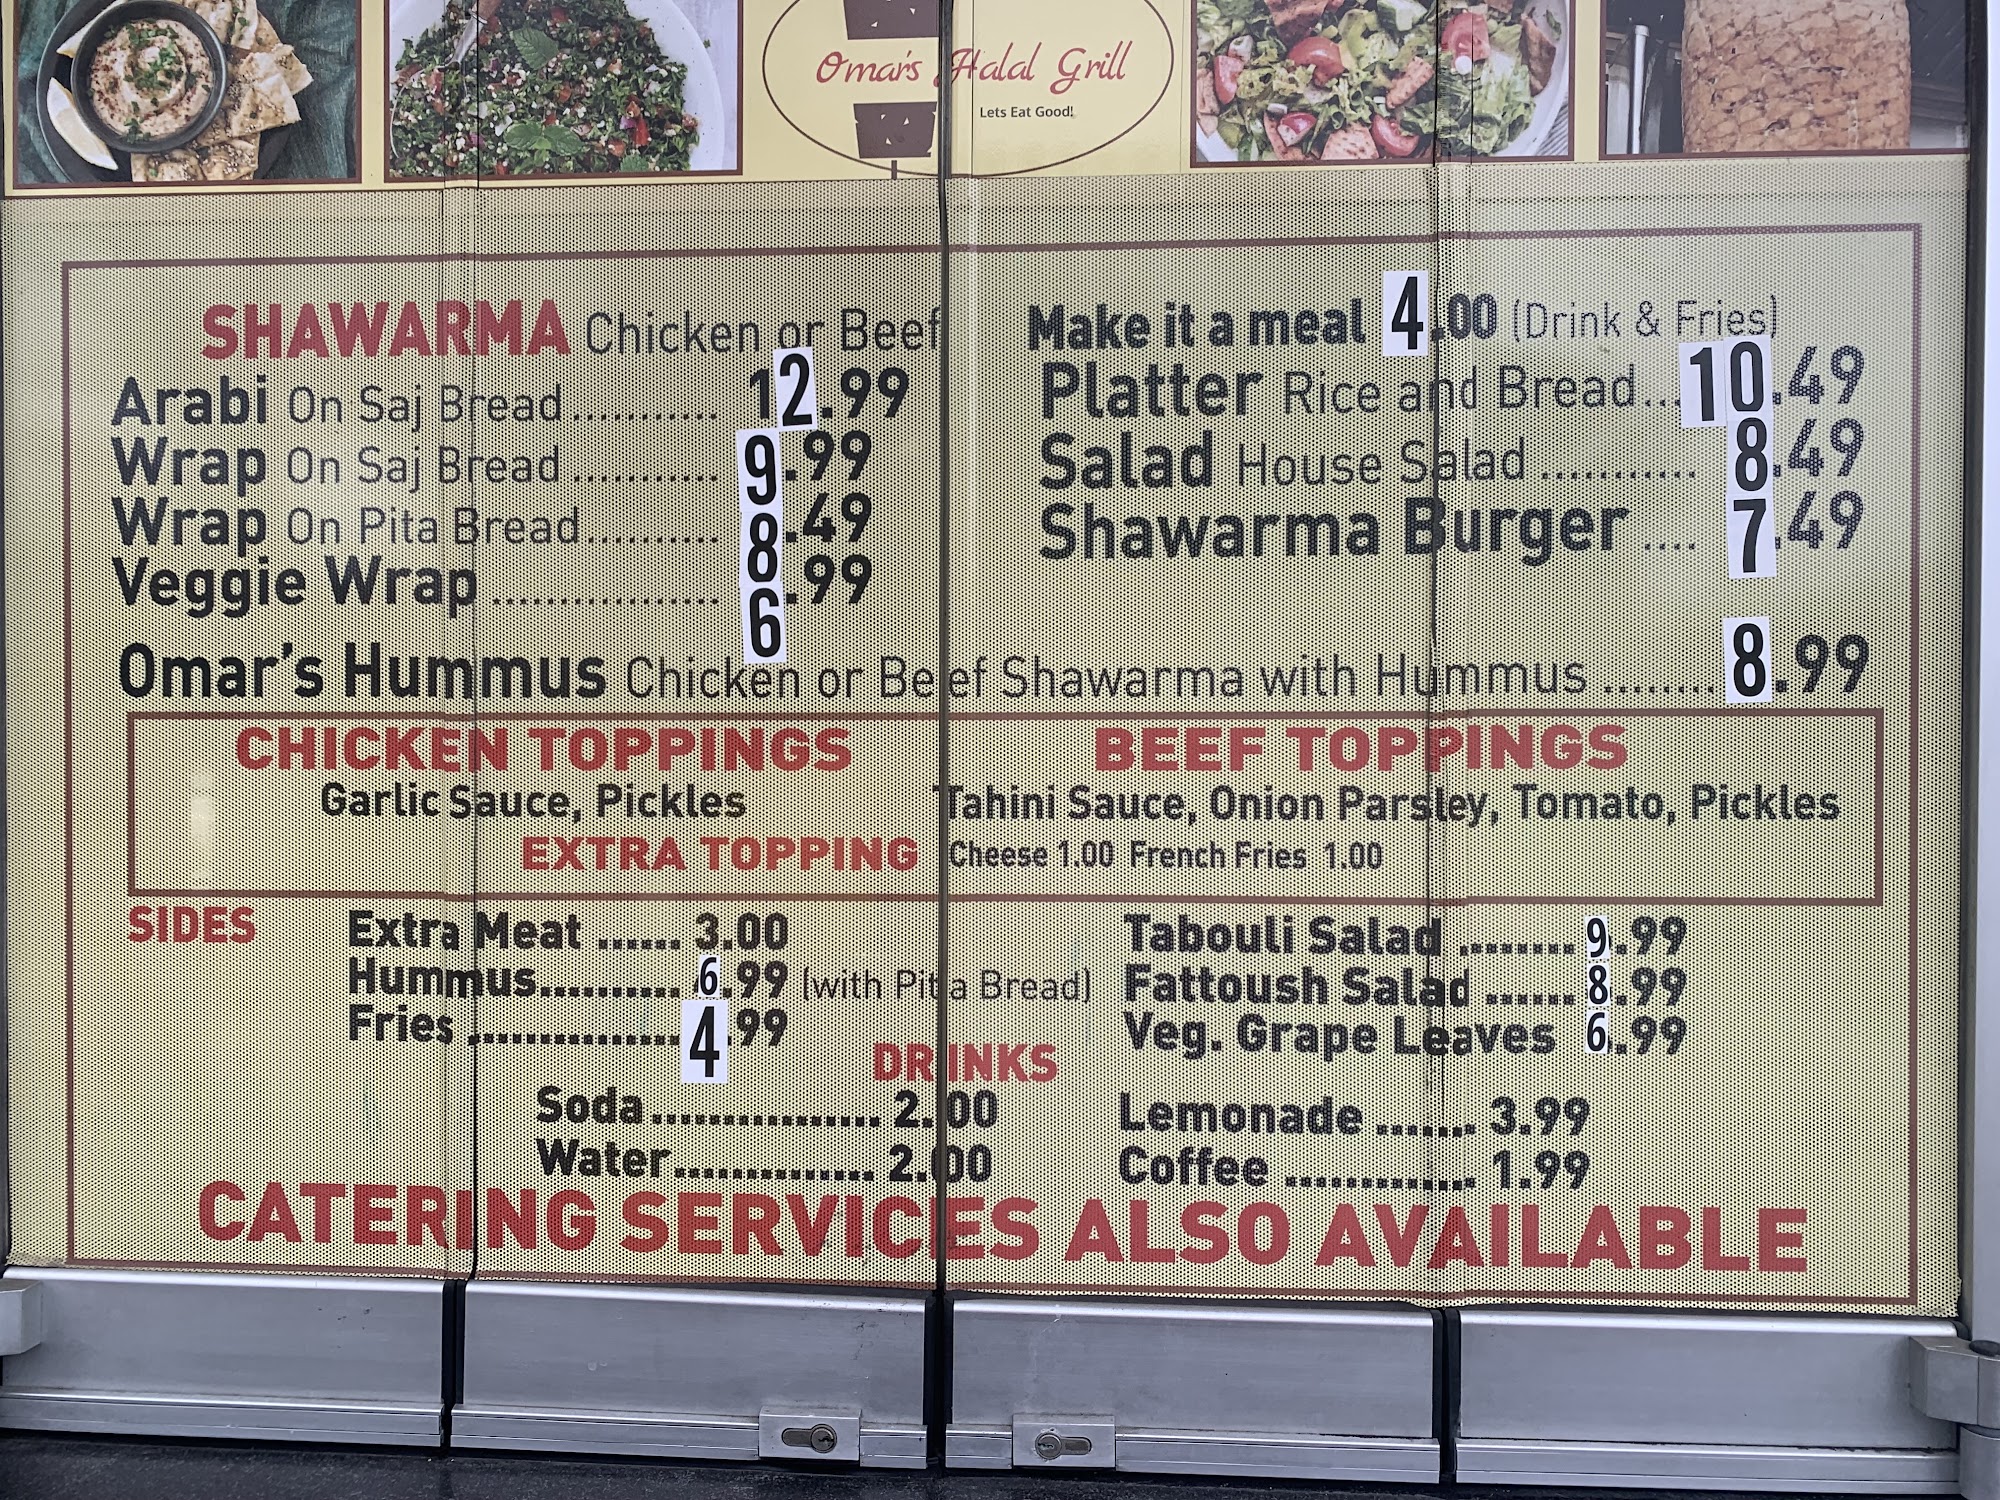 Omar's Halal Grill
Lets Eat Good!
SHAWARMA Chicken or Beef
Arabi On Saj Bread........... 12.99
Wrap On Saj Bread........... 9.99
Wrap On Pita Bread.......... 8.49
Veggie Wrap ................. 6.99
Make it a meal 4.00 (Drink & Fries)
Platter Rice and Bread... 10.49
Salad House Salad ........... 8.49
Shawarma Burger .... 7.49
Omar's Hummus Chicken or Beef Shawarma with Hummus ........ 8.99
CHICKEN TOPPINGS
Garlic Sauce, Pickles
BEEF TOPPINGS
Tahini Sauce, Onion Parsley, Tomato, Pickles
EXTRA TOPPING Cheese 1.00 French Fries 1.00
SIDES
Extra Meat ...... 3.00
Hummus.......... 6.99 (with Pita Bread)
Fries ............... 4.99
Tabouli Salad ........ 9.99
Fattoush Salad ...... 8.99
Veg. Grape Leaves 6.99
DRINKS
Soda............... 2.00
Water............. 2.00
Lemonade ....... 3.99
Coffee ............. 1.99
CATERING SERVICES ALSO AVAILABLE